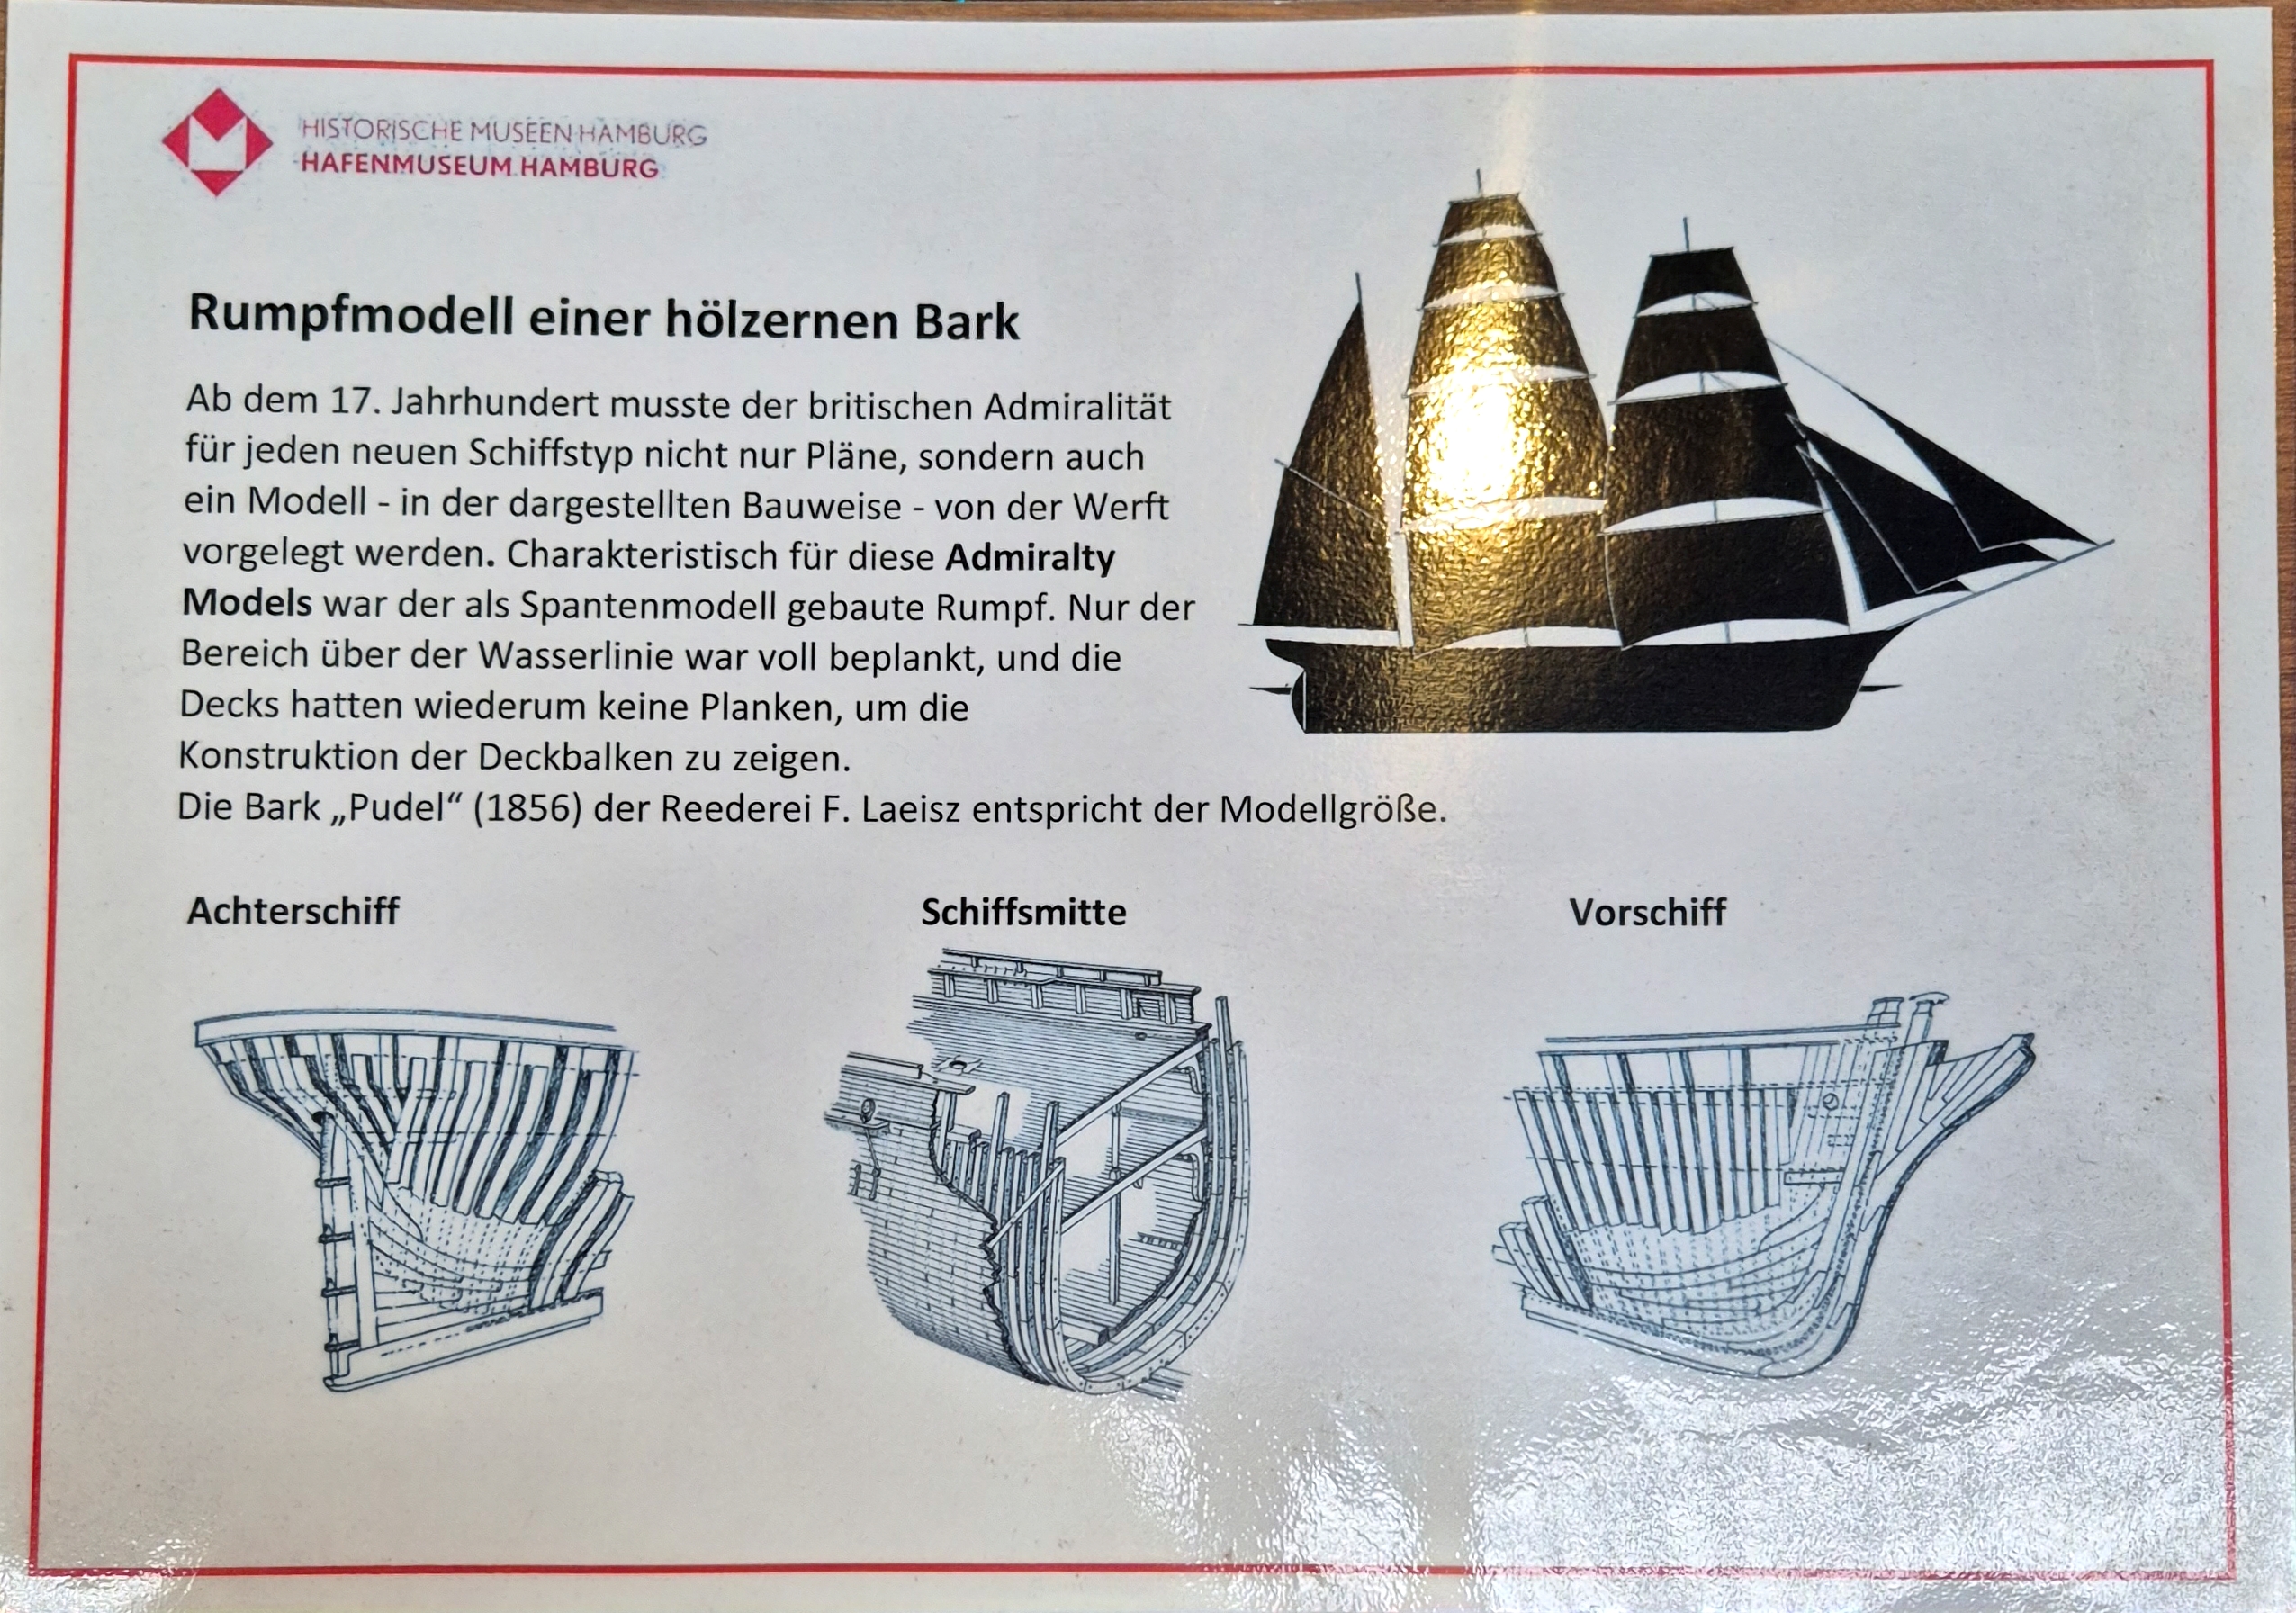 HISTORISCHE MUSEEN HAMBURG
HAFENMUSEUM HAMBURG
Rumpfmodell einer hölzernen Bark
Ab dem 17. Jahrhundert musste der britischen Admiralität
für jeden neuen Schiffstyp nicht nur Pläne, sondern auch
ein Modell - in der dargestellten Bauweise - von der Werft
vorgelegt werden. Charakteristisch für diese Admiralty
Models war der als Spantenmodell gebaute Rumpf. Nur der
Bereich über der Wasserlinie war voll beplankt, und die
Decks hatten wiederum keine Planken, um die
Konstruktion der Deckbalken zu zeigen.
Die Bark „Pudel“ (1856) der Reederei F. Laeisz entspricht der Modellgröße.
Achterschiff
Schiffsmitte
Vorschiff